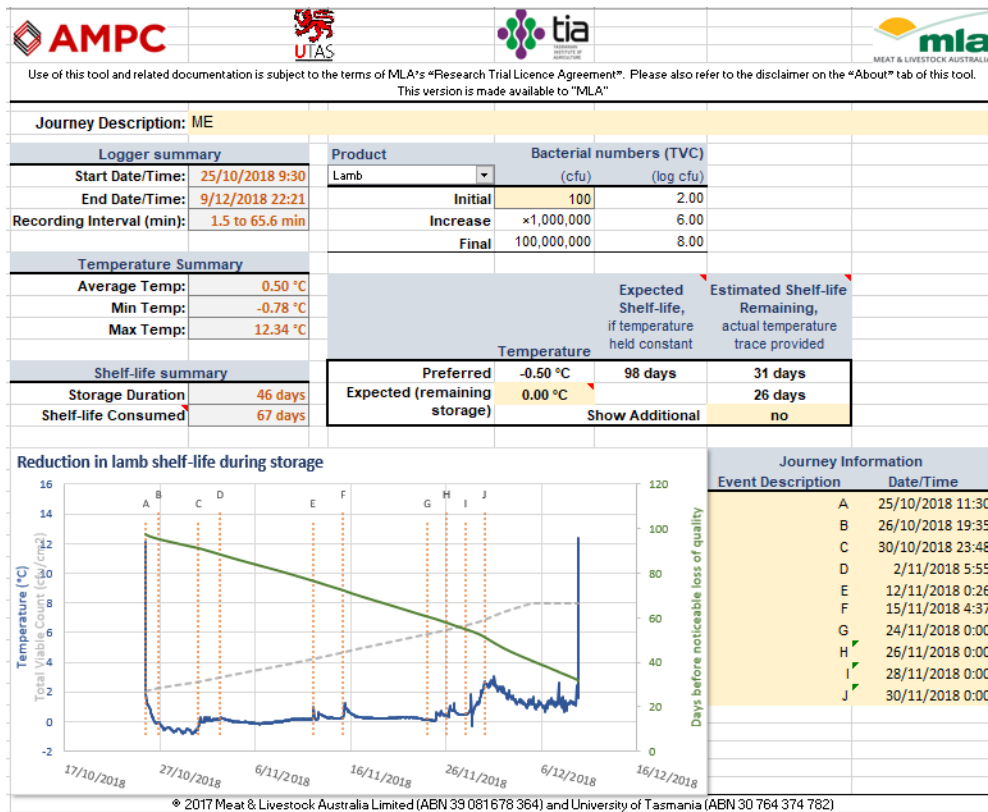 AMPC
UTAS
tia
TASMANIAN
INSTITUTE OF
AGRICULTURE
mla
MEAT & LIVESTOCK AUSTRALIA
Use of this tool and related documentation is subject to the terms of MLA's "Research Trial Licence Agreement". Please also refer to the disclaimer on the "About" tab of this tool.
This version is made available to "MLA"
Journey Description: ME
Logger summary
Start Date/Time: 25/10/2018 9:30
End Date/Time: 9/12/2018 22:21
Recording Interval (min): 1.5 to 65.6 min
Product Bacterial numbers (TVC)
Lamb (cfu) (log cfu)
Initial 100 2.00
Increase ×1,000,000 6.00
Final 100,000,000 8.00
Temperature Summary
Average Temp: 0.50 °C
Min Temp: -0.78 °C
Max Temp: 12.34 °C
Shelf-life summary
Storage Duration 46 days
Shelf-life Consumed 67 days
Temperature
Expected
Shelf-life,
if temperature
held constant
Estimated Shelf-life
Remaining,
actual temperature
trace provided
Preferred -0.50 °C 98 days 31 days
Expected (remaining
storage) 0.00 °C 26 days
Show Additional no
Reduction in lamb shelf-life during storage
Temperature (°C)
Total Viable Count (cfu/cm2)
16
14
12
10
8
6
4
2
0
-2
A B C D E F G H I J
120
100
80
60
40
20
0
Days before noticeable loss of quality
17/10/2018 27/10/2018 6/11/2018 16/11/2018 26/11/2018 6/12/2018 16/12/2018
Journey Information
Event Description Date/Time
A 25/10/2018 11:30
B 26/10/2018 19:35
C 30/10/2018 23:48
D 2/11/2018 5:55
E 12/11/2018 0:26
F 15/11/2018 4:37
G 24/11/2018 0:00
H 26/11/2018 0:00
I 28/11/2018 0:00
J 30/11/2018 0:00
© 2017 Meat & Livestock Australia Limited (ABN 39 081 678 364) and University of Tasmania (ABN 30 764 374 782)